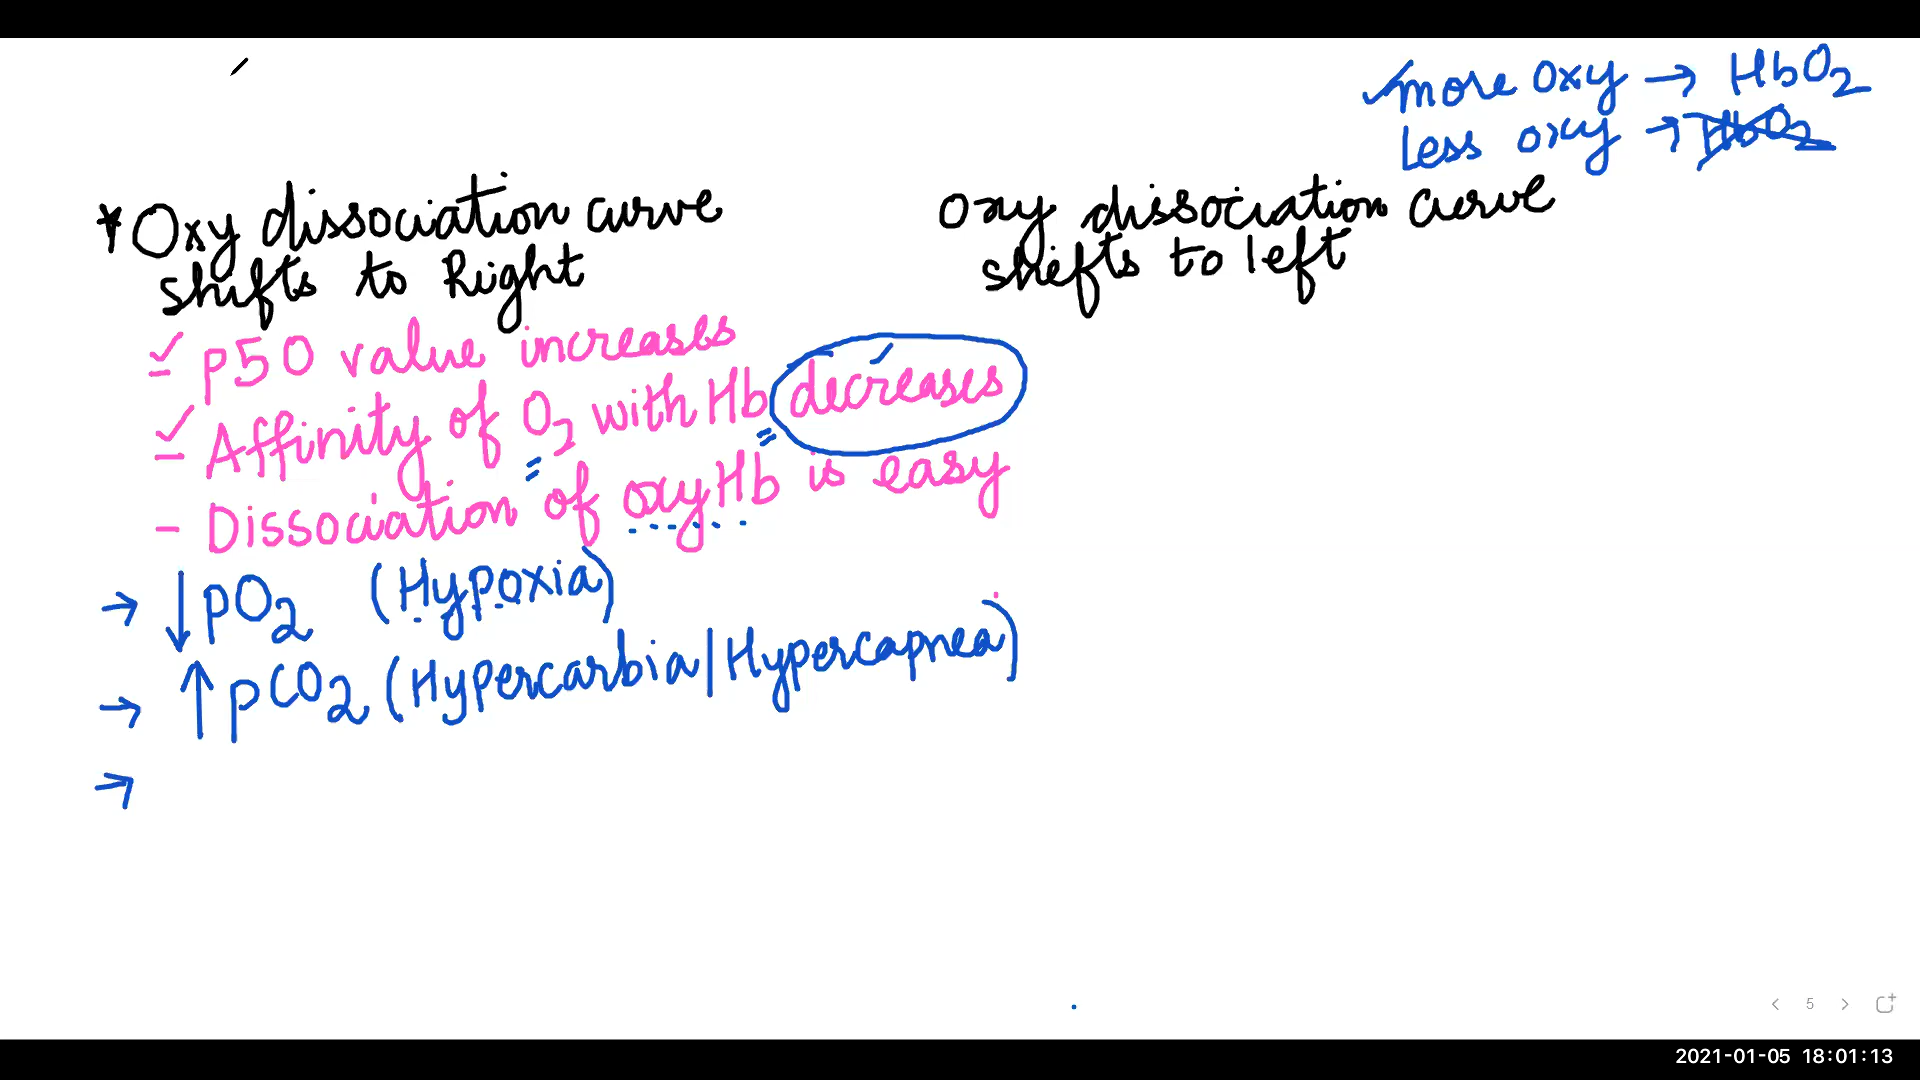 more oxy → HbO2
less oxy → HbO2
* Oxy dissociation curve
shifts to Right
Oxy dissociation curve
shifts to left
- P50 value increases
- Affinity of O2 with Hb decreases
- Dissociation of oxyHb is easy
→ ↓ pO2 (Hypoxia)
→ ↑ pCO2 (Hypercarbia|Hypercapnea)
→
< 5 >
2021-01-05 18:01:13